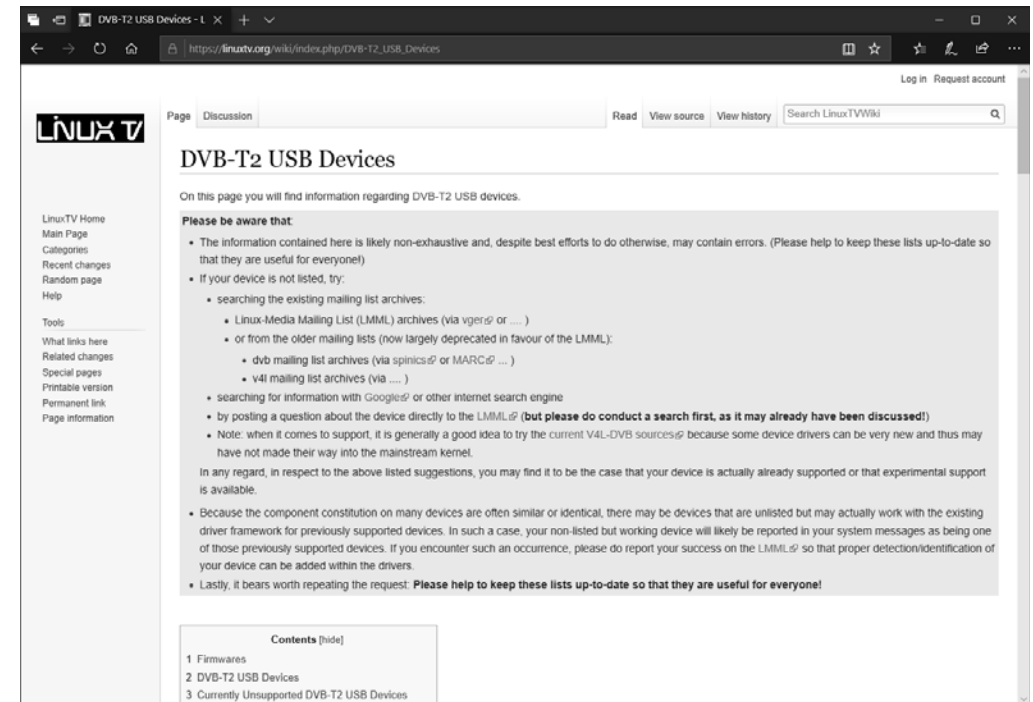 DVB-T2 USB Devices - L
https://linuxtv.org/wiki/index.php/DVB-T2_USB_Devices
Log in Request account
LINUX TV
Page Discussion Read View source View history Search LinuxTVWiki
DVB-T2 USB Devices
On this page you will find information regarding DVB-T2 USB devices.
LinuxTV Home
Main Page
Categories
Recent changes
Random page
Help
Tools
What links here
Related changes
Special pages
Printable version
Permanent link
Page information
Please be aware that:
• The information contained here is likely non-exhaustive and, despite best efforts to do otherwise, may contain errors. (Please help to keep these lists up-to-date so
that they are useful for everyone!)
• If your device is not listed, try:
• searching the existing mailing list archives:
• Linux-Media Mailing List (LMML) archives (via vger or .... )
• or from the older mailing lists (now largely deprecated in favour of the LMML):
• dvb mailing list archives (via spinics or MARC ... )
• v4l mailing list archives (via .... )
• searching for information with Google or other internet search engine
• by posting a question about the device directly to the LMML (but please do conduct a search first, as it may already have been discussed!)
• Note: when it comes to support, it is generally a good idea to try the current V4L-DVB sources because some device drivers can be very new and thus may
have not made their way into the mainstream kernel.
In any regard, in respect to the above listed suggestions, you may find it to be the case that your device is actually already supported or that experimental support
is available.
• Because the component constitution on many devices are often similar or identical, there may be devices that are unlisted but may actually work with the existing
driver framework for previously supported devices. In such a case, your non-listed but working device will likely be reported in your system messages as being one
of those previously supported devices. If you encounter such an occurrence, please do report your success on the LMML so that proper detection/identification of
your device can be added within the drivers.
• Lastly, it bears worth repeating the request: Please help to keep these lists up-to-date so that they are useful for everyone!
Contents [hide]
1 Firmwares
2 DVB-T2 USB Devices
3 Currently Unsupported DVB-T2 USB Devices